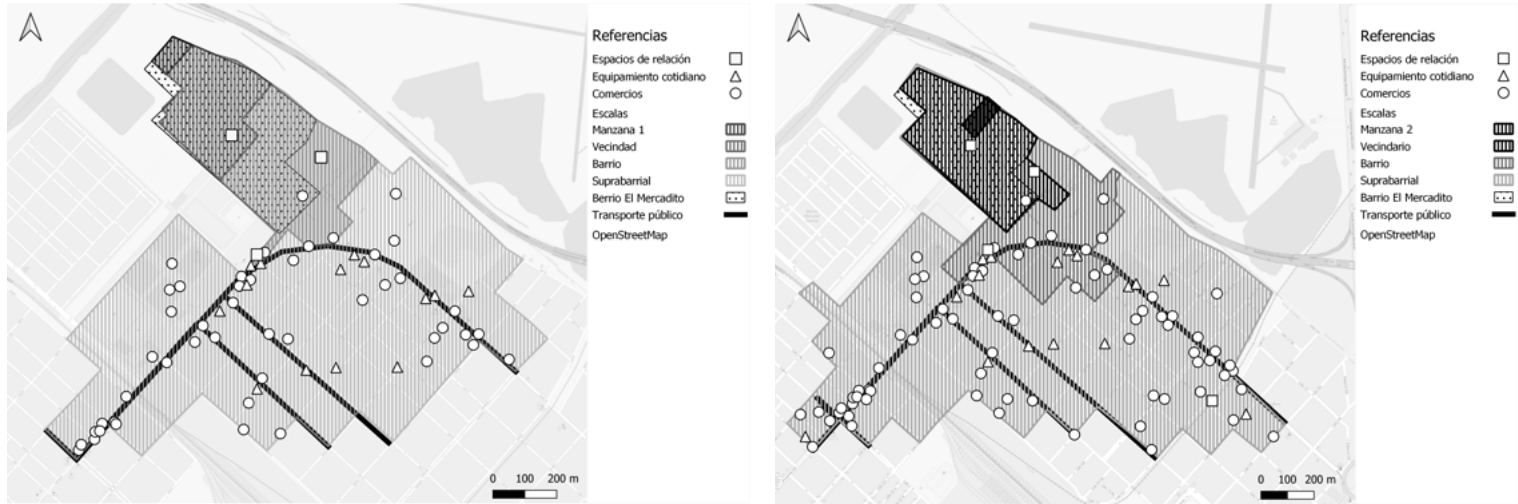 Referencias
Espacios de relación
Equipamiento cotidiano
Comercios
Escalas
Manzana 1
Vecindad
Barrio
Suprabarrial
Berrio El Mercadito
Transporte público
OpenStreetMap
0 100 200 m
Referencias
Espacios de relación
Equipamiento cotidiano
Comercios
Escalas
Manzana 2
Vecindario
Barrio
Suprabarrial
Barrio El Mercadito
Transporte público
OpenStreetMap
0 100 200 m